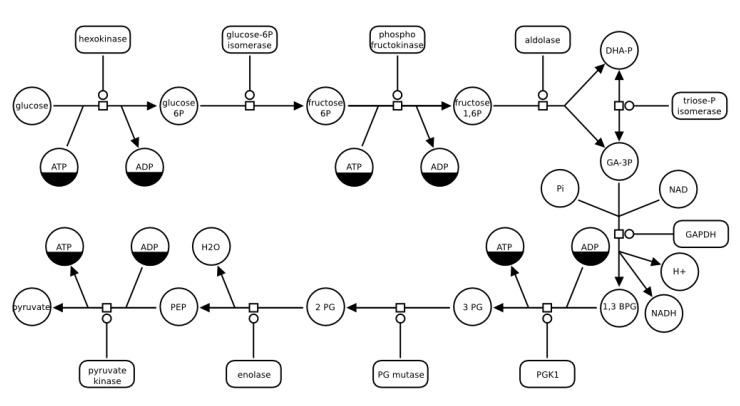 hexokinase
glucose-6P
isomerase
phospho
fructokinase
aldolase
DHA-P
glucose
glucose
6P
fructose
6P
fructose
1,6P
triose-P
isomerase
ATP
ADP
ATP
ADP
GA-3P
Pi
NAD
GAPDH
ATP
ADP
H2O
ATP
ADP
H+
pyruvate
PEP
2 PG
3 PG
1,3 BPG
NADH
pyruvate
kinase
enolase
PG mutase
PGK1